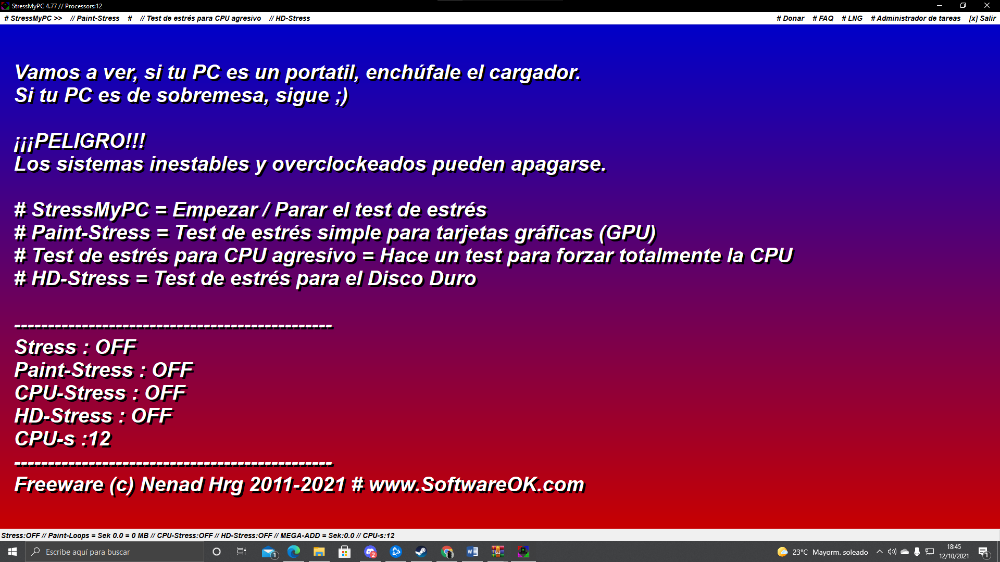 StressMyPC 4.77 // Processors:12
# StressMyPC >> // Paint-Stress # // Test de estrés para CPU agresivo // HD-Stress # Donar # FAQ # LNG # Administrador de tareas [x] Salir
Vamos a ver, si tu PC es un portatil, enchúfale el cargador.
Si tu PC es de sobremesa, sigue ;)
¡¡¡PELIGRO!!!
Los sistemas inestables y overclockeados pueden apagarse.
# StressMyPC = Empezar / Parar el test de estrés
# Paint-Stress = Test de estrés simple para tarjetas gráficas (GPU)
# Test de estrés para CPU agresivo = Hace un test para forzar totalmente la CPU
# HD-Stress = Test de estrés para el Disco Duro
-----------------------------------------------
Stress : OFF
Paint-Stress : OFF
CPU-Stress : OFF
HD-Stress : OFF
CPU-s :12
-----------------------------------------------
Freeware (c) Nenad Hrg 2011-2021 # www.SoftwareOK.com
Stress:OFF // Paint-Loops = Sek 0.0 = 0 MB // CPU-Stress:OFF // HD-Stress:OFF // MEGA-ADD = Sek:0.0 // CPU-s:12
Escribe aquí para buscar 1 2 23°C Mayorm. soleado 18:45 1
12/10/2021